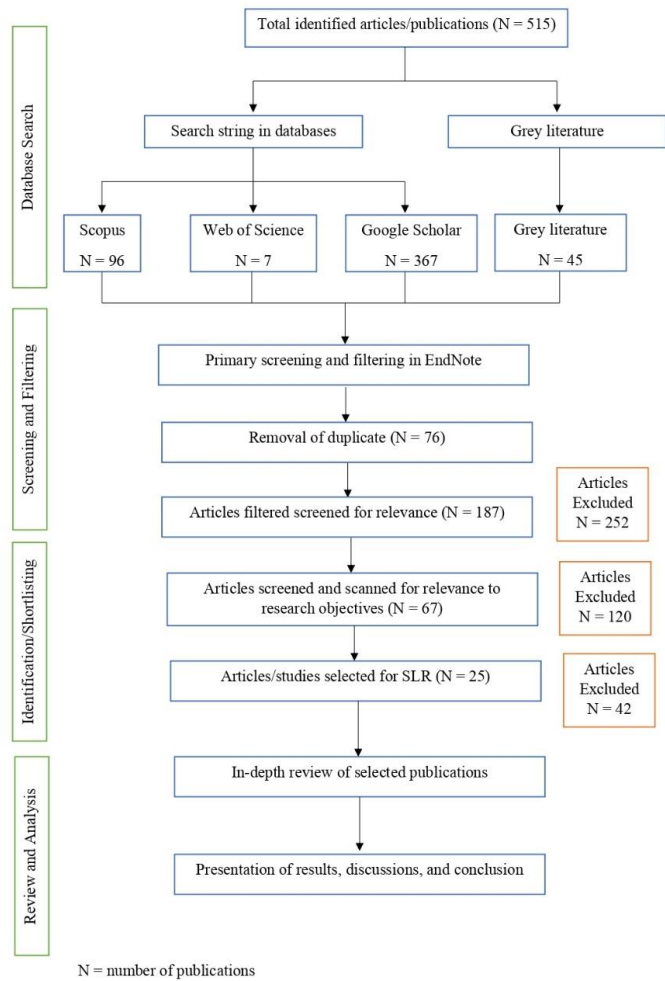 Total identified articles/publications (N = 515)
Database Search
Search string in databases
Grey literature
Scopus
N = 96
Web of Science
N = 7
Google Scholar
N = 367
Grey literature
N = 45
Screening and Filtering
Primary screening and filtering in EndNote
Removal of duplicate (N = 76)
Articles filtered screened for relevance (N = 187)
Articles
Excluded
N = 252
Identification/Shortlisting
Articles screened and scanned for relevance to
research objectives (N = 67)
Articles
Excluded
N = 120
Articles/studies selected for SLR (N = 25)
Articles
Excluded
N = 42
Review and Analysis
In-depth review of selected publications
Presentation of results, discussions, and conclusion
N = number of publications